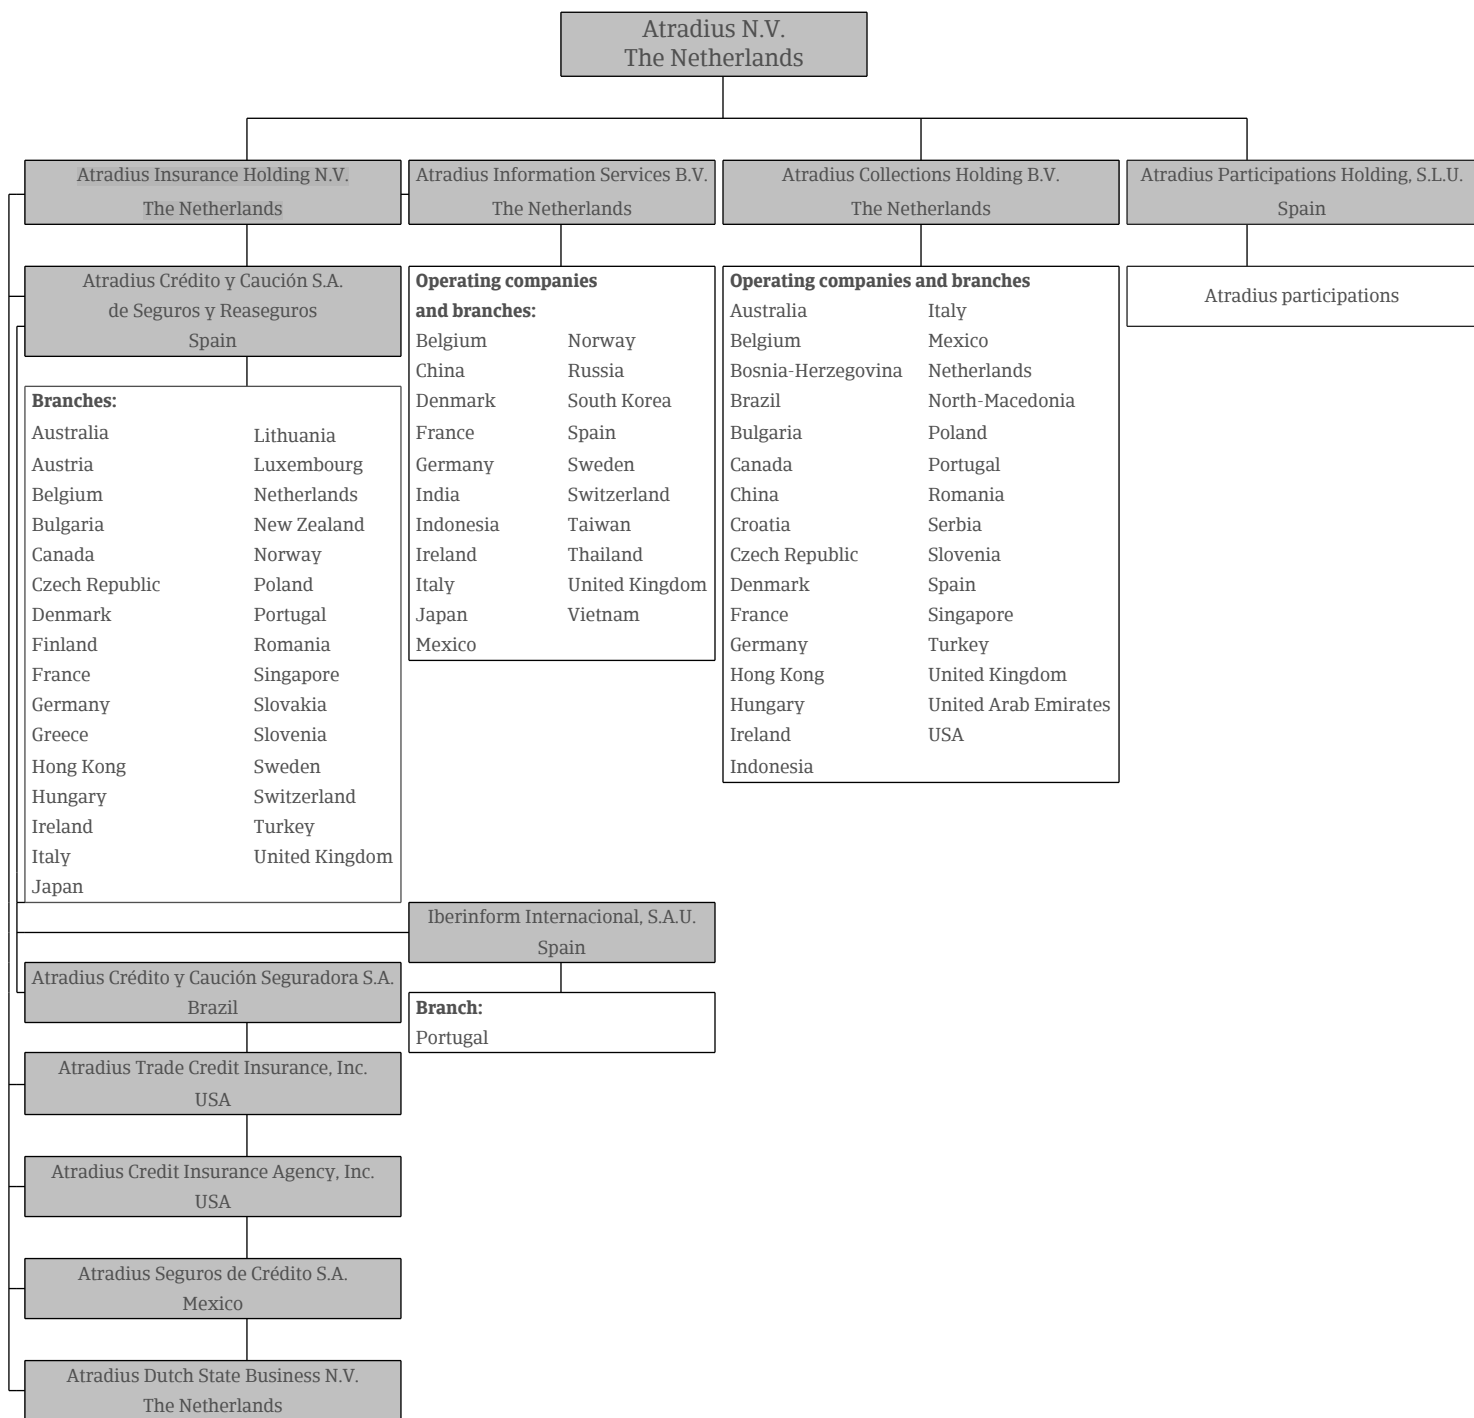 Atradius N.V.
The Netherlands
Atradius Insurance Holding N.V.
The Netherlands
Atradius Information Services B.V.
The Netherlands
Atradius Collections Holding B.V.
The Netherlands
Atradius Participations Holding, S.L.U.
Spain
Atradius Crédito y Caución S.A.
de Seguros y Reaseguros
Spain
Branches:
Australia
Austria
Belgium
Bulgaria
Canada
Czech Republic
Denmark
Finland
France
Germany
Greece
Hong Kong
Hungary
Ireland
Italy
Japan
Lithuania
Luxembourg
Netherlands
New Zealand
Norway
Poland
Portugal
Romania
Singapore
Slovakia
Slovenia
Sweden
Switzerland
Turkey
United Kingdom
Operating companies
and branches:
Belgium
China
Denmark
France
Germany
India
Indonesia
Ireland
Italy
Japan
Mexico
Norway
Russia
South Korea
Spain
Sweden
Switzerland
Taiwan
Thailand
United Kingdom
Vietnam
Operating companies and branches
Australia
Belgium
Bosnia-Herzegovina
Brazil
Bulgaria
Canada
China
Croatia
Czech Republic
Denmark
France
Germany
Hong Kong
Hungary
Ireland
Indonesia
Italy
Mexico
Netherlands
North-Macedonia
Poland
Portugal
Romania
Serbia
Slovenia
Spain
Singapore
Turkey
United Kingdom
United Arab Emirates
USA
Atradius participations
Iberinform Internacional, S.A.U.
Spain
Branch:
Portugal
Atradius Crédito y Caución Seguradora S.A.
Brazil
Atradius Trade Credit Insurance, Inc.
USA
Atradius Credit Insurance Agency, Inc.
USA
Atradius Seguros de Crédito S.A.
Mexico
Atradius Dutch State Business N.V.
The Netherlands